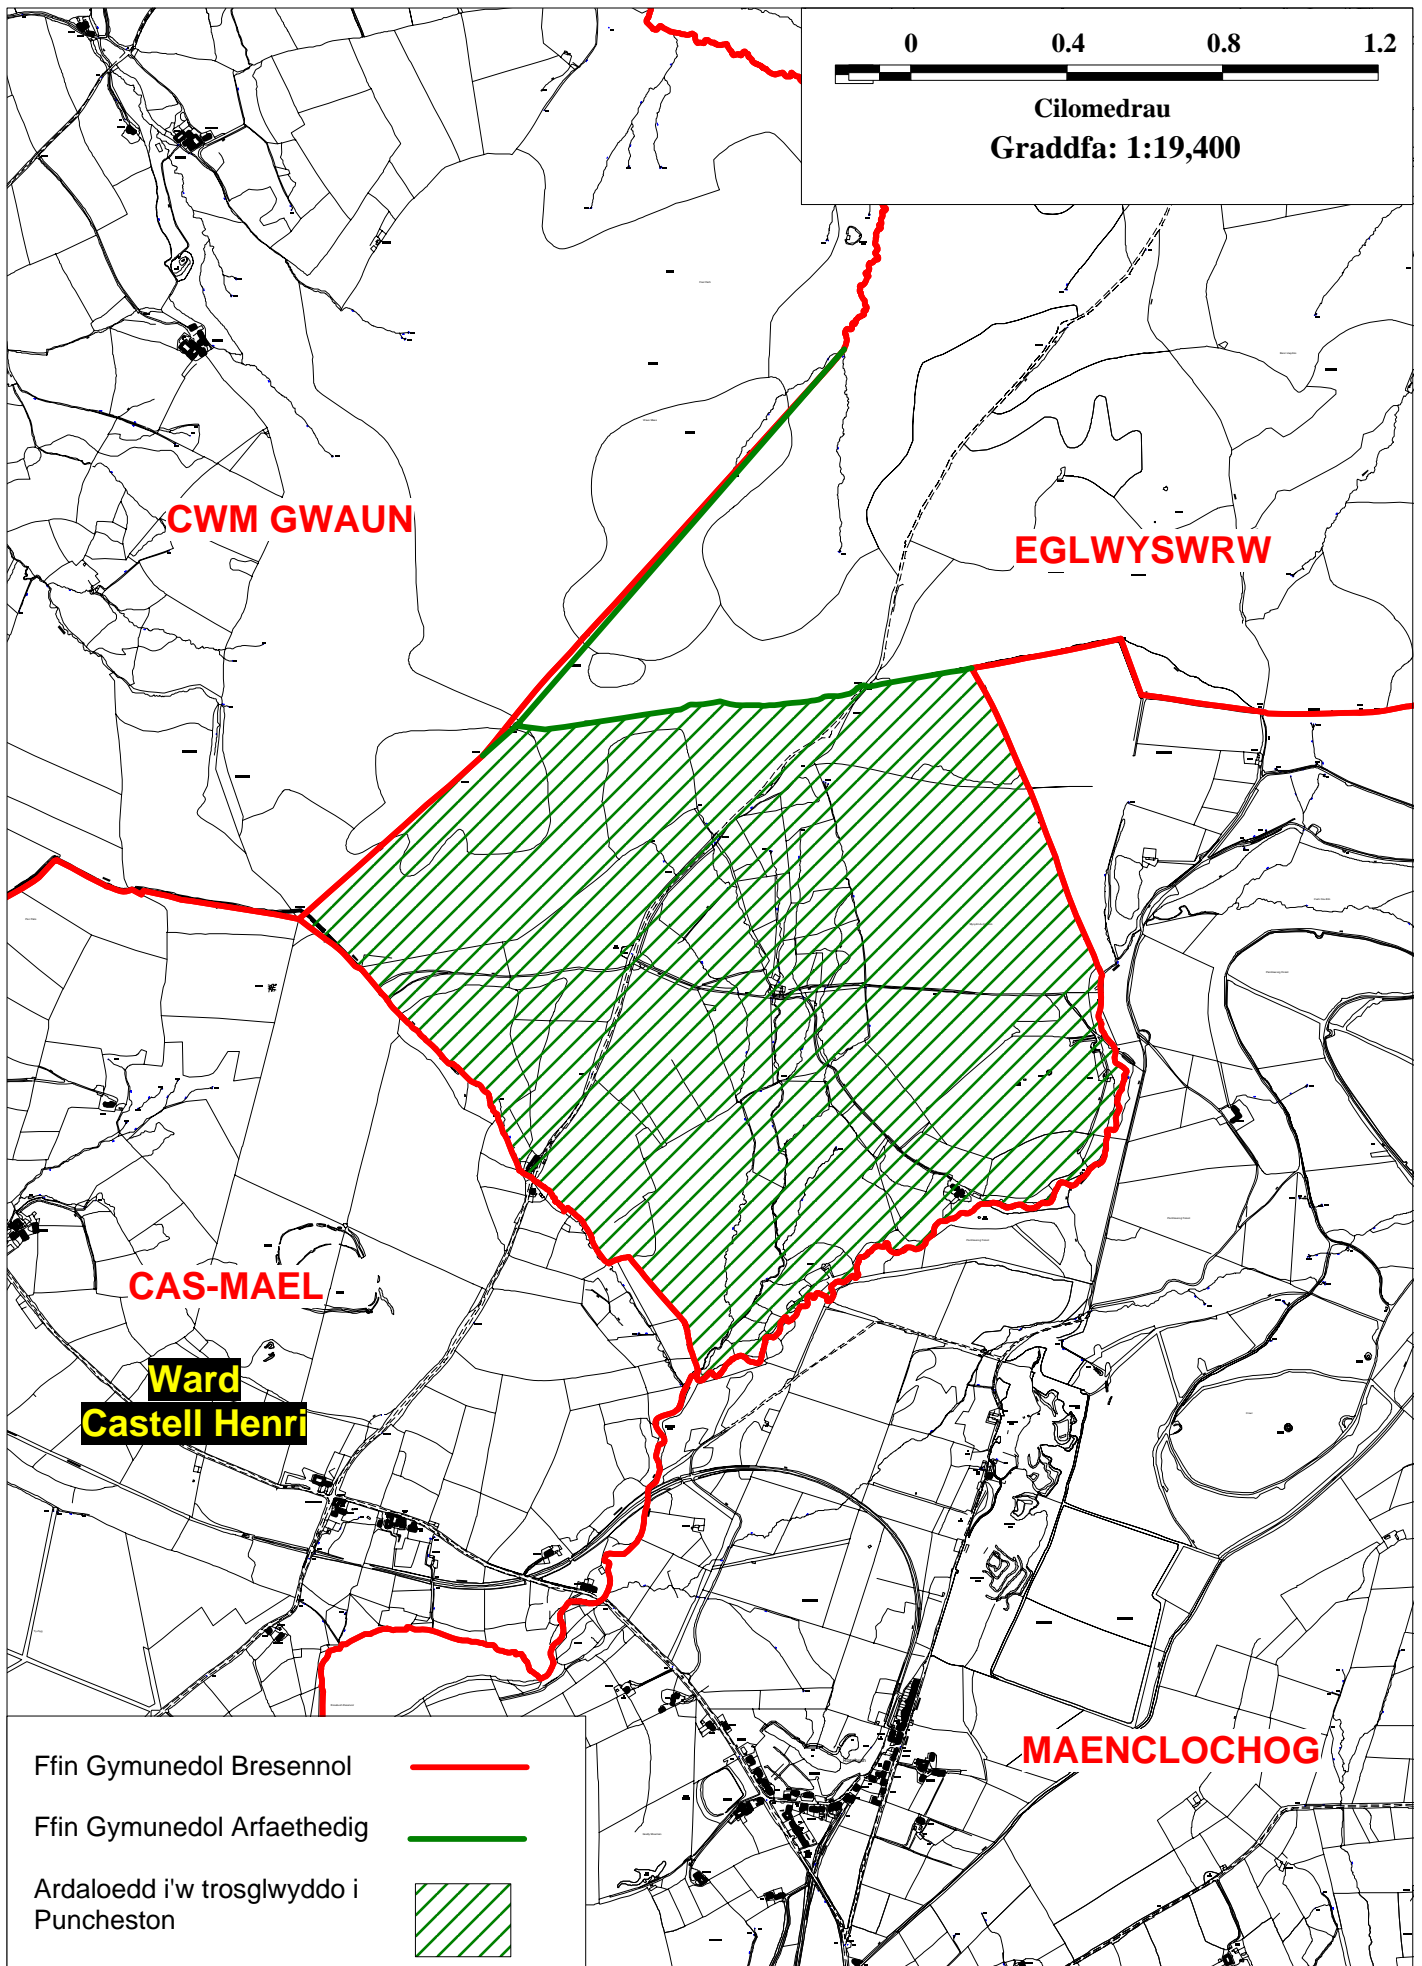 0 0.4 0.8 1.2
Cilomedrau
Graddfa: 1:19,400
CWM GWAUN
EGLWYSWRW
CAS-MAEL
Ward
Castell Henri
MAENCLOCHOG
Ffin Gymunedol Bresennol
Ffin Gymunedol Arfaethedig
Ardaloedd i'w trosglwyddo i
Puncheston